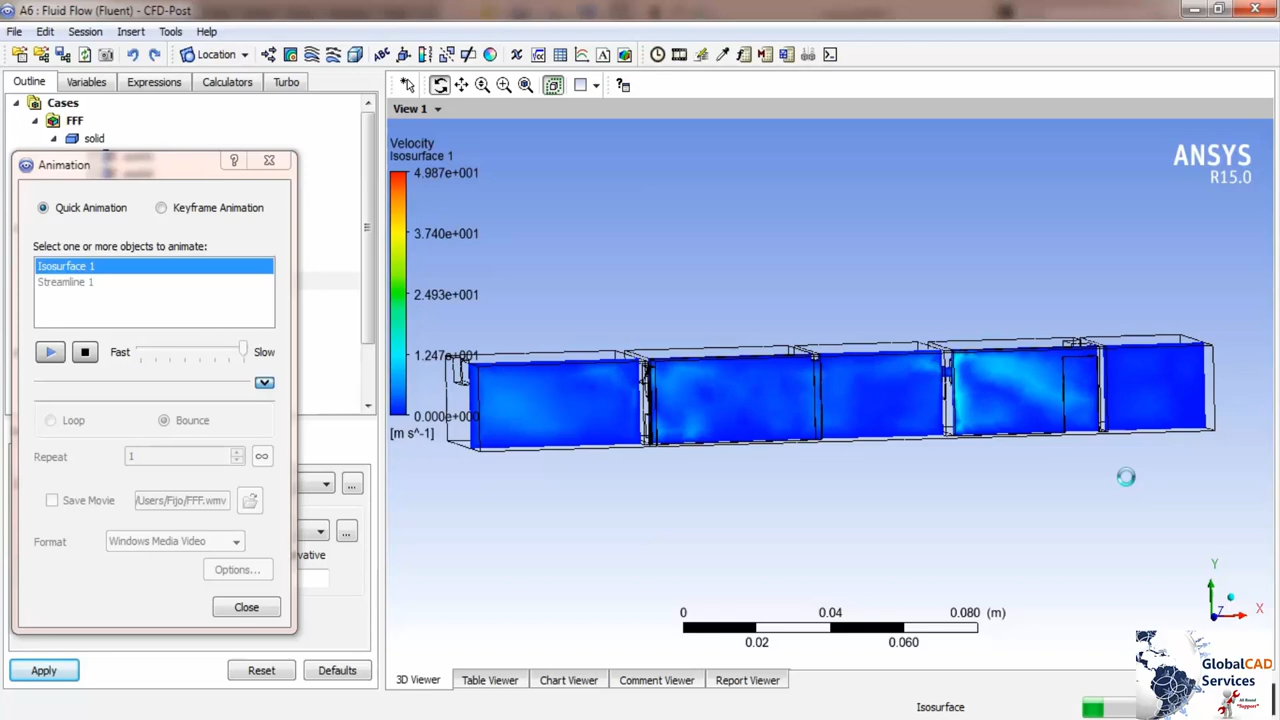 A6 : Fluid Flow (Fluent) - CFD-Post
File Edit Session Insert Tools Help
Location
Outline Variables Expressions Calculators Turbo
Cases
FFF
solid
View 1
Velocity
Isosurface 1
4.987e+001
3.740e+001
2.493e+001
1.247e+001
0.000e+000
[m s^-1]
ANSYS
R15.0
Animation
Quick Animation Keyframe Animation
Select one or more objects to animate:
Isosurface 1
Streamline 1
Fast Slow
Loop Bounce
Repeat 1
Save Movie /Users/Fijo/FFF.wmv
Format Windows Media Video
Options...
Close
vative
Apply Reset Defaults
0 0.04 0.080 (m)
0.02 0.060
Y
X
Z
3D Viewer Table Viewer Chart Viewer Comment Viewer Report Viewer
Isosurface
GlobalCAD
Services
All Brand
"Support"